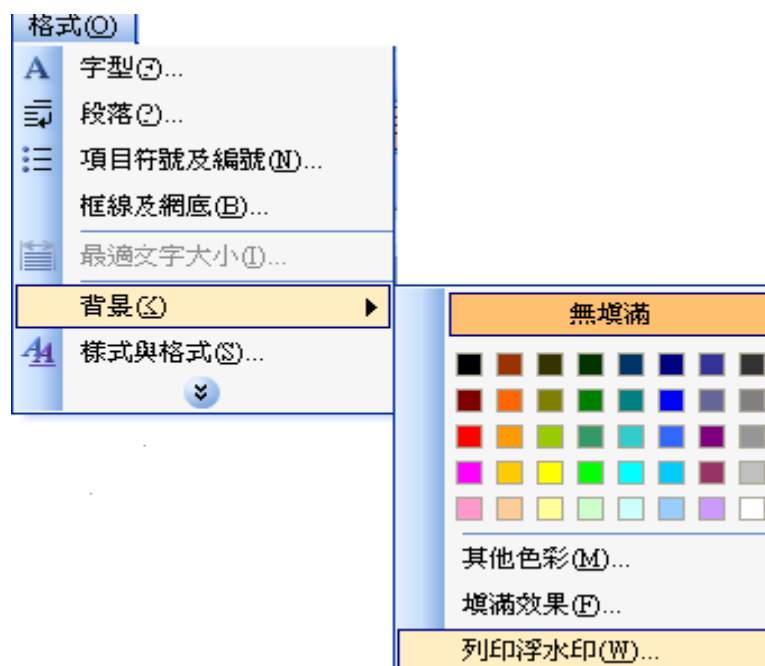 格式(O)
字型(F)...
段落(P)...
項目符號及編號(N)...
框線及網底(B)...
最適文字大小(I)...
背景(K)
樣式與格式(S)...
無填滿
其他色彩(M)...
填滿效果(F)...
列印浮水印(W)...